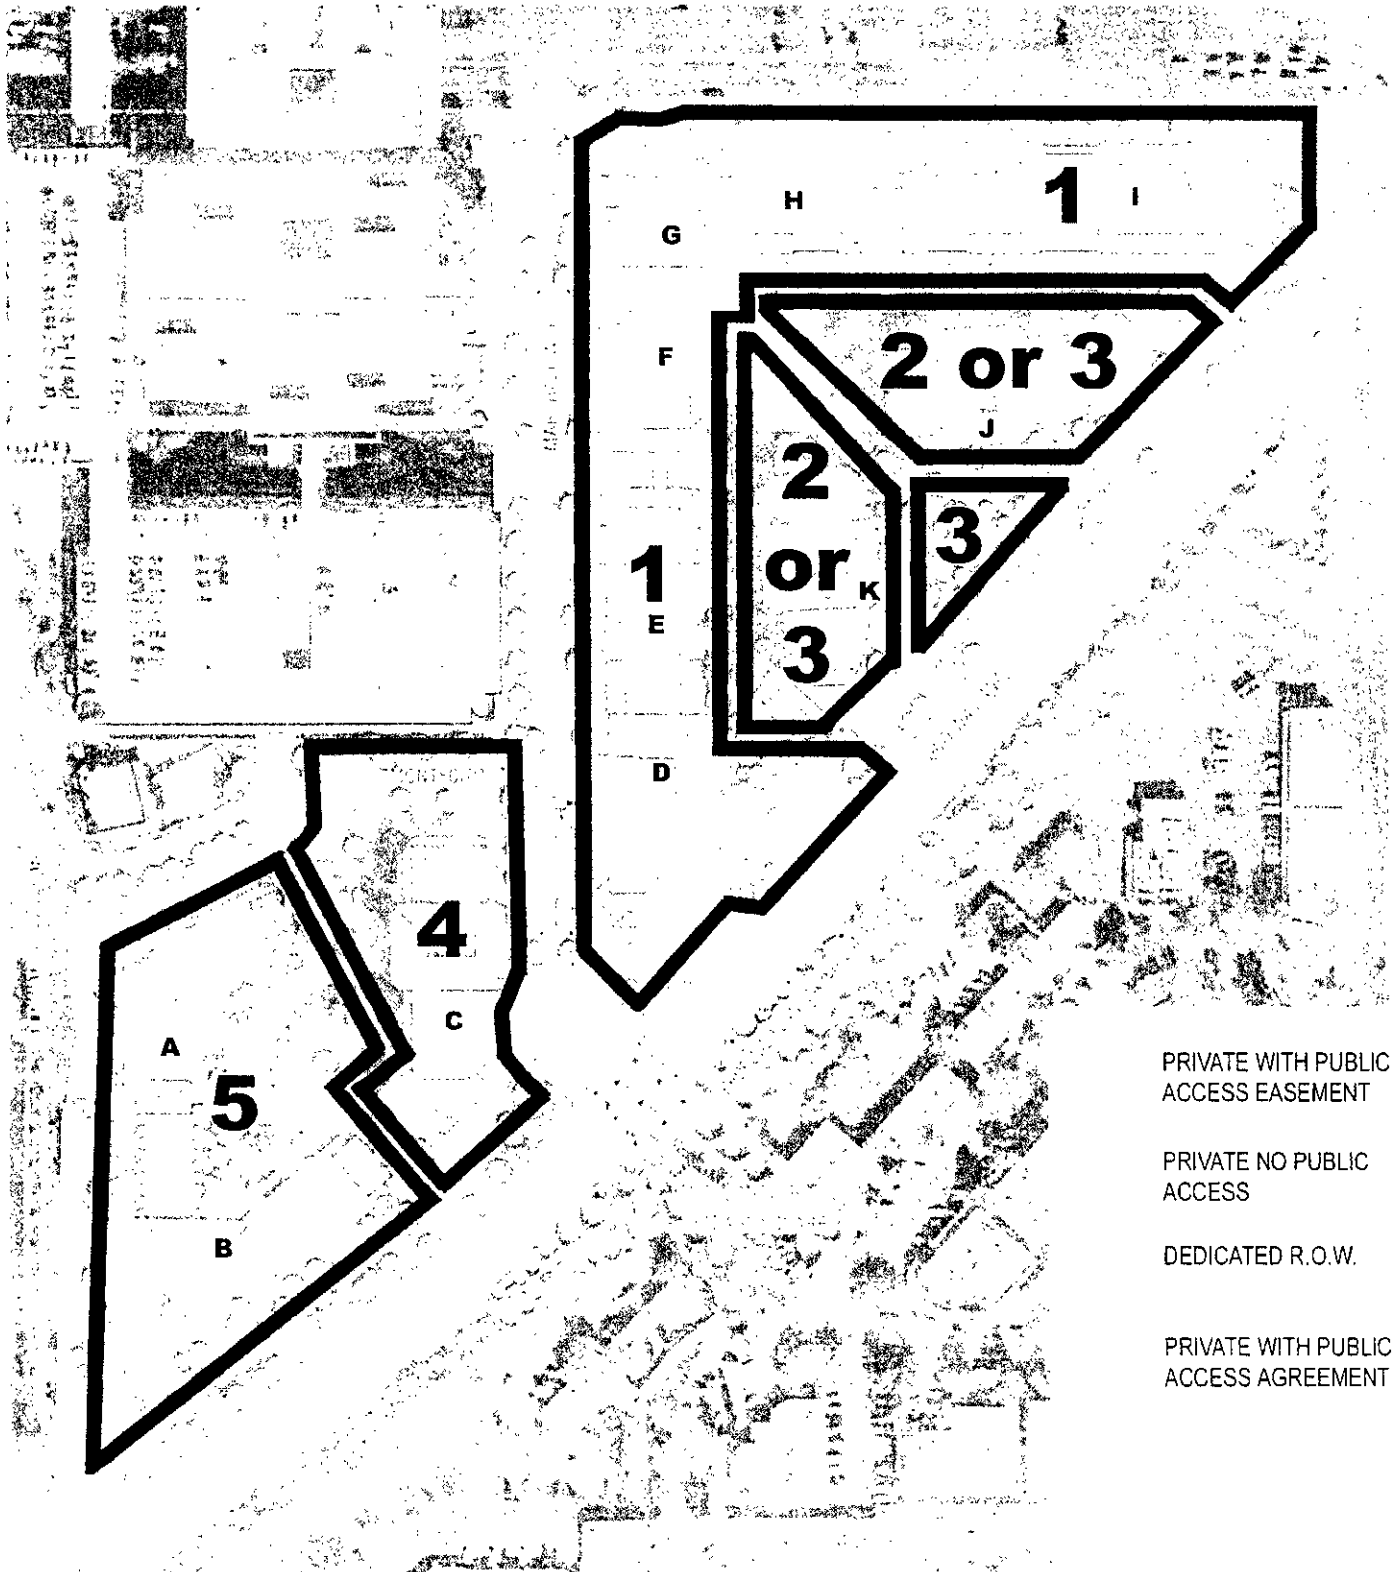 H
1
I
G
F
2 or 3
J
2
or
3
K
3
1
E
D
4
C
A
5
B
PRIVATE WITH PUBLIC
ACCESS EASEMENT
PRIVATE NO PUBLIC
ACCESS
DEDICATED R.O.W.
PRIVATE WITH PUBLIC
ACCESS AGREEMENT